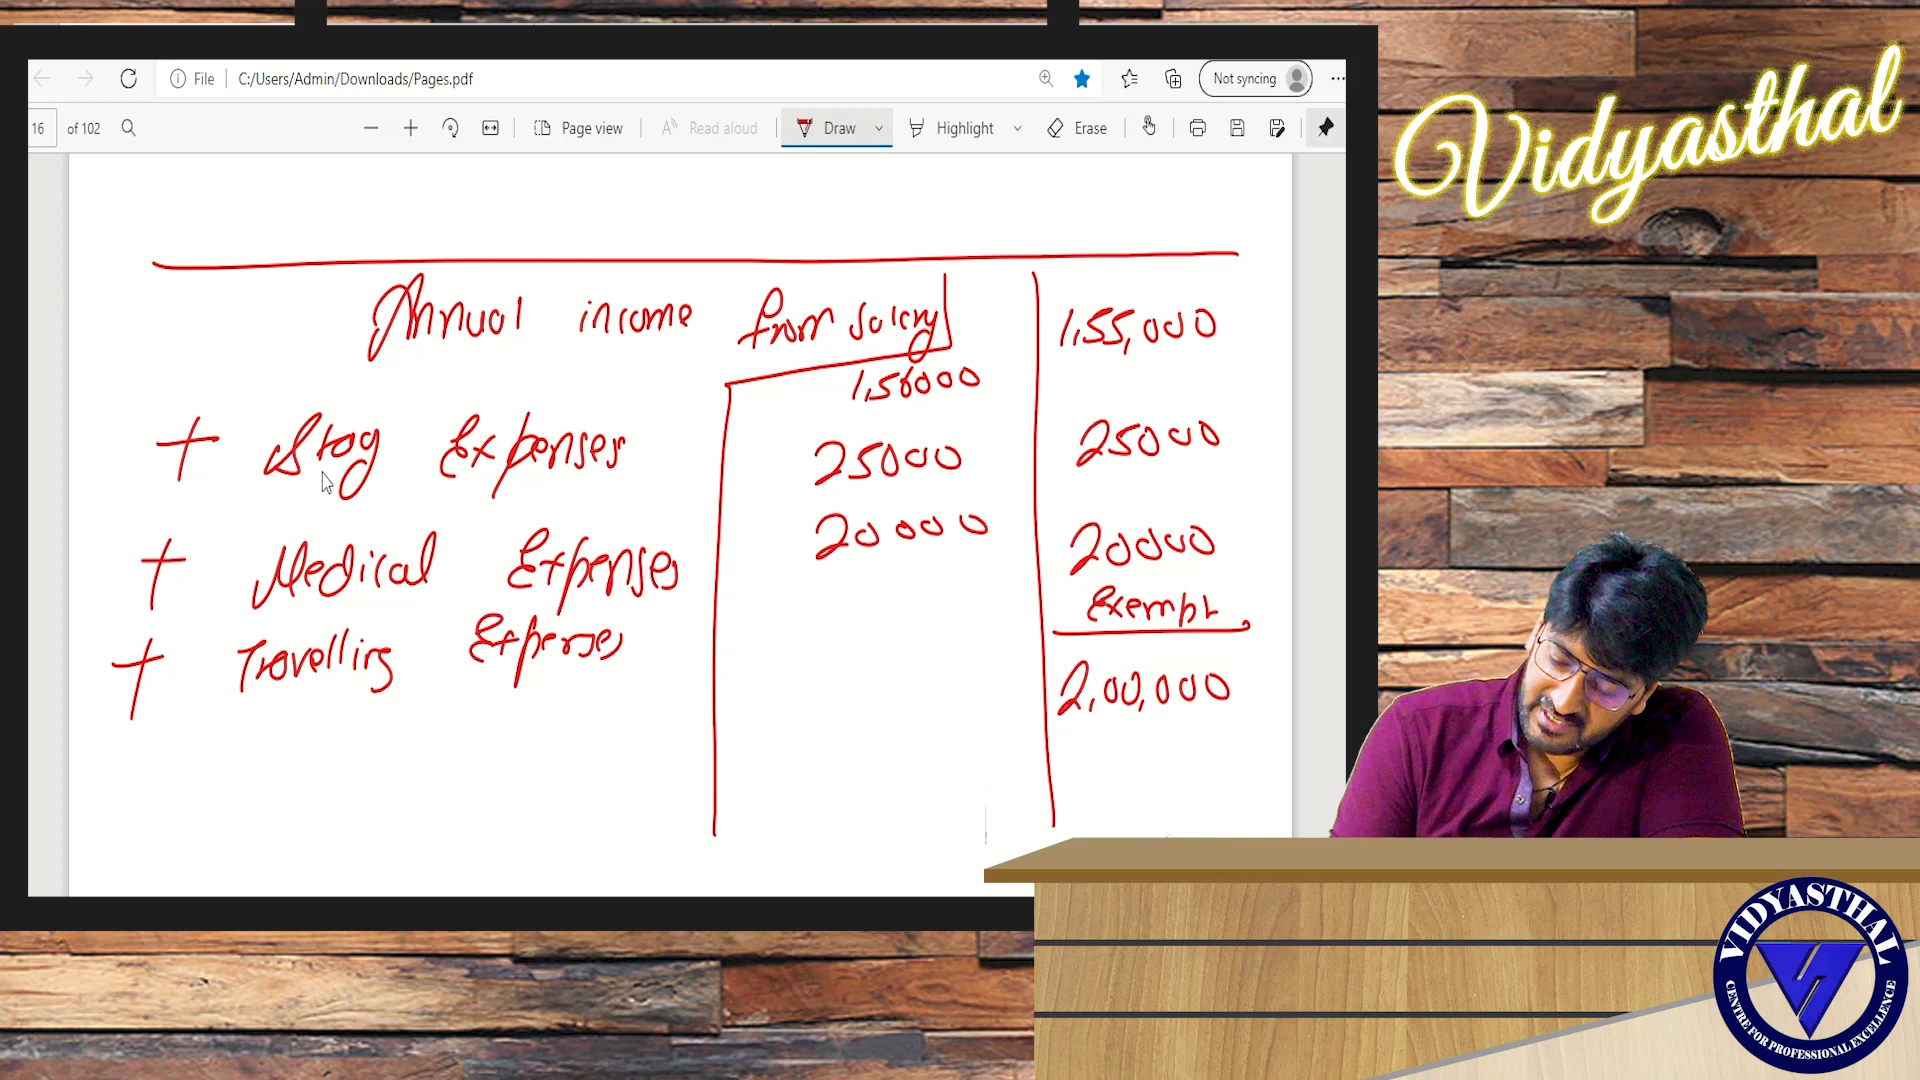 File C:/Users/Admin/Downloads/Pages.pdf Not syncing
16 of 102 Page view Read aloud Draw Highlight Erase
Vidyasthal
Annual income from salary 1,55,000
1,56000
+ Stay Expenses 25000 25000
+ Medical Expenses 20000 20000
Exempt
+ Travelling Expenses
2,00,000
VIDYASTHAL
CENTRE FOR PROFESSIONAL EXCELLENCE